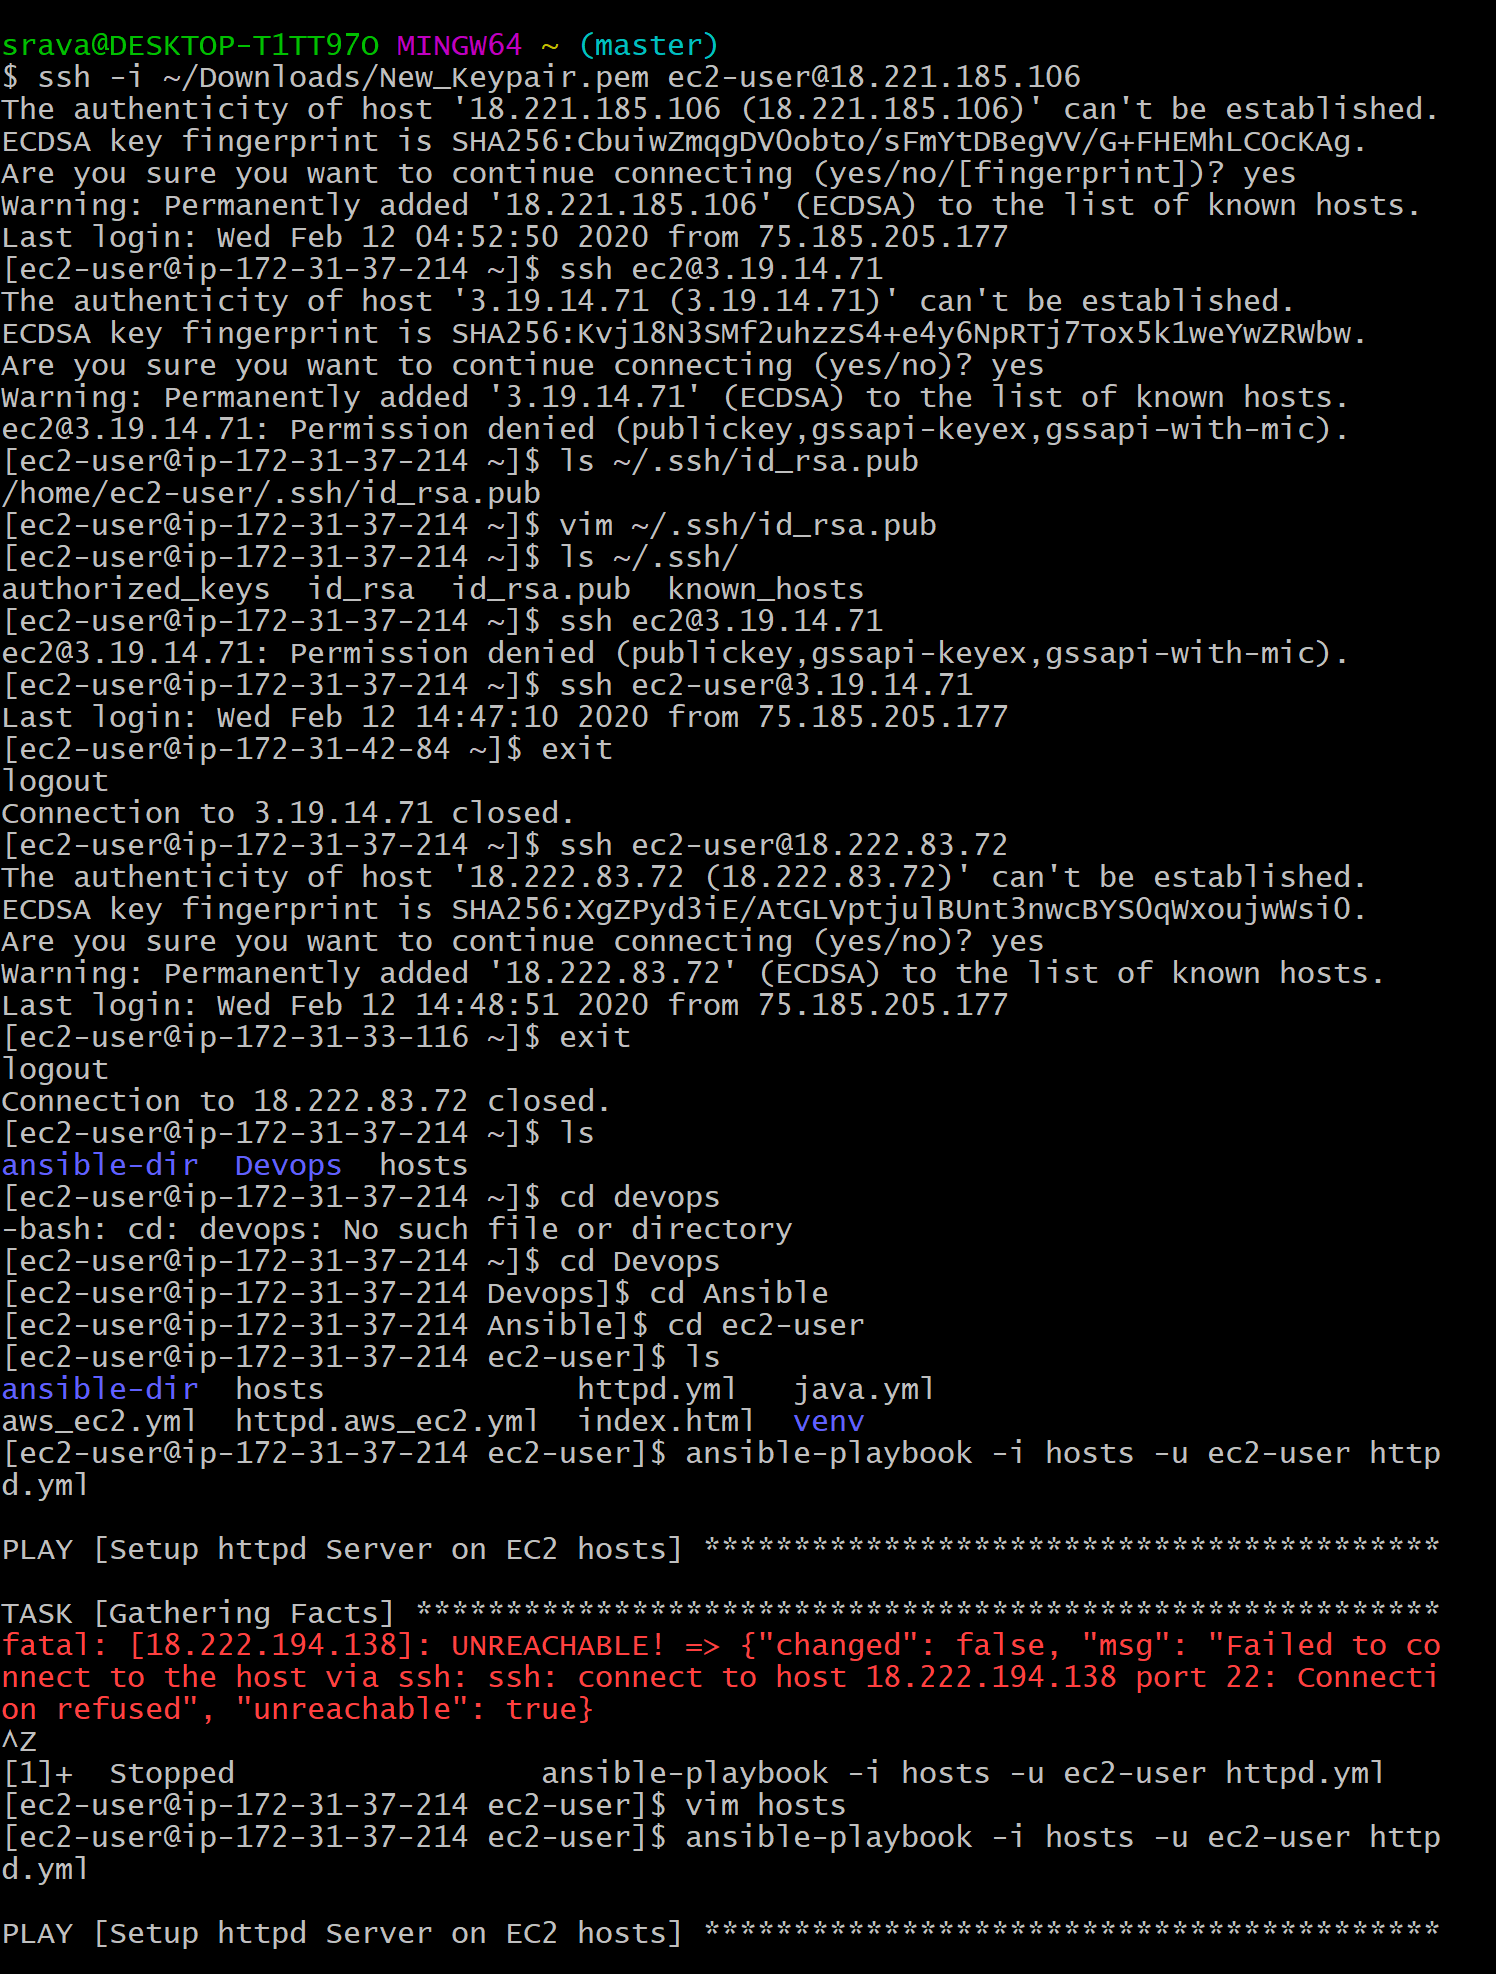 srava@DESKTOP-T1TT97O MINGW64 ~ (master)
$ ssh -i ~/Downloads/New_Keypair.pem ec2-user@18.221.185.106
The authenticity of host '18.221.185.106 (18.221.185.106)' can't be established.
ECDSA key fingerprint is SHA256:CbuiwZmqgDV0obto/sFmYtDBegVV/G+FHEMhLCOcKAg.
Are you sure you want to continue connecting (yes/no/[fingerprint])? yes
Warning: Permanently added '18.221.185.106' (ECDSA) to the list of known hosts.
Last login: Wed Feb 12 04:52:50 2020 from 75.185.205.177
[ec2-user@ip-172-31-37-214 ~]$ ssh ec2@3.19.14.71
The authenticity of host '3.19.14.71 (3.19.14.71)' can't be established.
ECDSA key fingerprint is SHA256:Kvj18N3SMf2uhzzS4+e4y6NpRTj7Tox5k1weYwZRWbw.
Are you sure you want to continue connecting (yes/no)? yes
Warning: Permanently added '3.19.14.71' (ECDSA) to the list of known hosts.
ec2@3.19.14.71: Permission denied (publickey,gssapi-keyex,gssapi-with-mic).
[ec2-user@ip-172-31-37-214 ~]$ ls ~/.ssh/id_rsa.pub
/home/ec2-user/.ssh/id_rsa.pub
[ec2-user@ip-172-31-37-214 ~]$ vim ~/.ssh/id_rsa.pub
[ec2-user@ip-172-31-37-214 ~]$ ls ~/.ssh/
authorized_keys  id_rsa  id_rsa.pub  known_hosts
[ec2-user@ip-172-31-37-214 ~]$ ssh ec2@3.19.14.71
ec2@3.19.14.71: Permission denied (publickey,gssapi-keyex,gssapi-with-mic).
[ec2-user@ip-172-31-37-214 ~]$ ssh ec2-user@3.19.14.71
Last login: Wed Feb 12 14:47:10 2020 from 75.185.205.177
[ec2-user@ip-172-31-42-84 ~]$ exit
logout
Connection to 3.19.14.71 closed.
[ec2-user@ip-172-31-37-214 ~]$ ssh ec2-user@18.222.83.72
The authenticity of host '18.222.83.72 (18.222.83.72)' can't be established.
ECDSA key fingerprint is SHA256:XgZPyd3iE/AtGLVptjulBUnt3nwcBYS0qWxoujwWsi0.
Are you sure you want to continue connecting (yes/no)? yes
Warning: Permanently added '18.222.83.72' (ECDSA) to the list of known hosts.
Last login: Wed Feb 12 14:48:51 2020 from 75.185.205.177
[ec2-user@ip-172-31-33-116 ~]$ exit
logout
Connection to 18.222.83.72 closed.
[ec2-user@ip-172-31-37-214 ~]$ ls
ansible-dir  Devops  hosts
[ec2-user@ip-172-31-37-214 ~]$ cd devops
-bash: cd: devops: No such file or directory
[ec2-user@ip-172-31-37-214 ~]$ cd Devops
[ec2-user@ip-172-31-37-214 Devops]$ cd Ansible
[ec2-user@ip-172-31-37-214 Ansible]$ cd ec2-user
[ec2-user@ip-172-31-37-214 ec2-user]$ ls
ansible-dir  hosts              httpd.yml   java.yml
aws_ec2.yml  httpd.aws_ec2.yml  index.html  venv
[ec2-user@ip-172-31-37-214 ec2-user]$ ansible-playbook -i hosts -u ec2-user http
d.yml
PLAY [Setup httpd Server on EC2 hosts] *****************************************
TASK [Gathering Facts] *********************************************************
fatal: [18.222.194.138]: UNREACHABLE! => {"changed": false, "msg": "Failed to co
nnect to the host via ssh: ssh: connect to host 18.222.194.138 port 22: Connecti
on refused", "unreachable": true}
^Z
[1]+  Stopped                 ansible-playbook -i hosts -u ec2-user httpd.yml
[ec2-user@ip-172-31-37-214 ec2-user]$ vim hosts
[ec2-user@ip-172-31-37-214 ec2-user]$ ansible-playbook -i hosts -u ec2-user http
d.yml
PLAY [Setup httpd Server on EC2 hosts] *****************************************